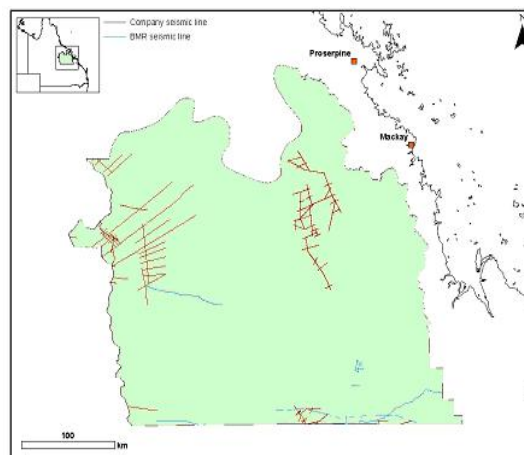 Company seismic line
BMR seismic line
Proserpine
Mackay
100
km